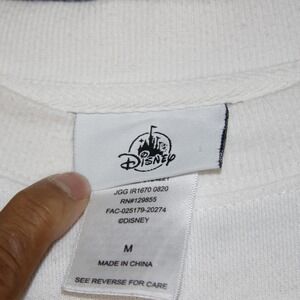 Disney
JGG IR1670 0820
RN#129855
FAC-025179-20274
©DISNEY
M
MADE IN CHINA
SEE REVERSE FOR CARE